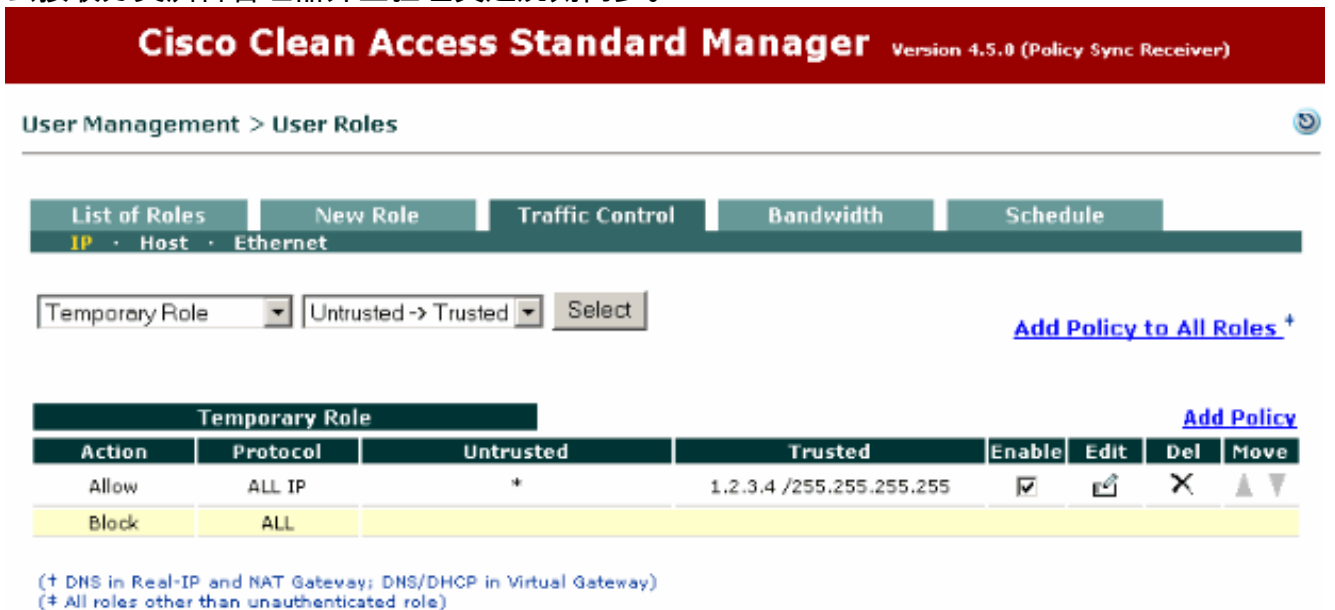 Cisco Clean Access Standard Manager Version 4.5.0 (Policy Sync Receiver)
User Management > User Roles
List of Roles New Role Traffic Control Bandwidth Schedule
IP · Host · Ethernet
Temporary Role Untrusted -> Trusted Select
Add Policy to All Roles ‡
Temporary Role Add Policy
Action Protocol Untrusted Trusted Enable Edit Del Move
Allow ALL IP * 1.2.3.4 /255.255.255.255
Block ALL
(† DNS in Real-IP and NAT Gateway; DNS/DHCP in Virtual Gateway)
(‡ All roles other than unauthenticated role)